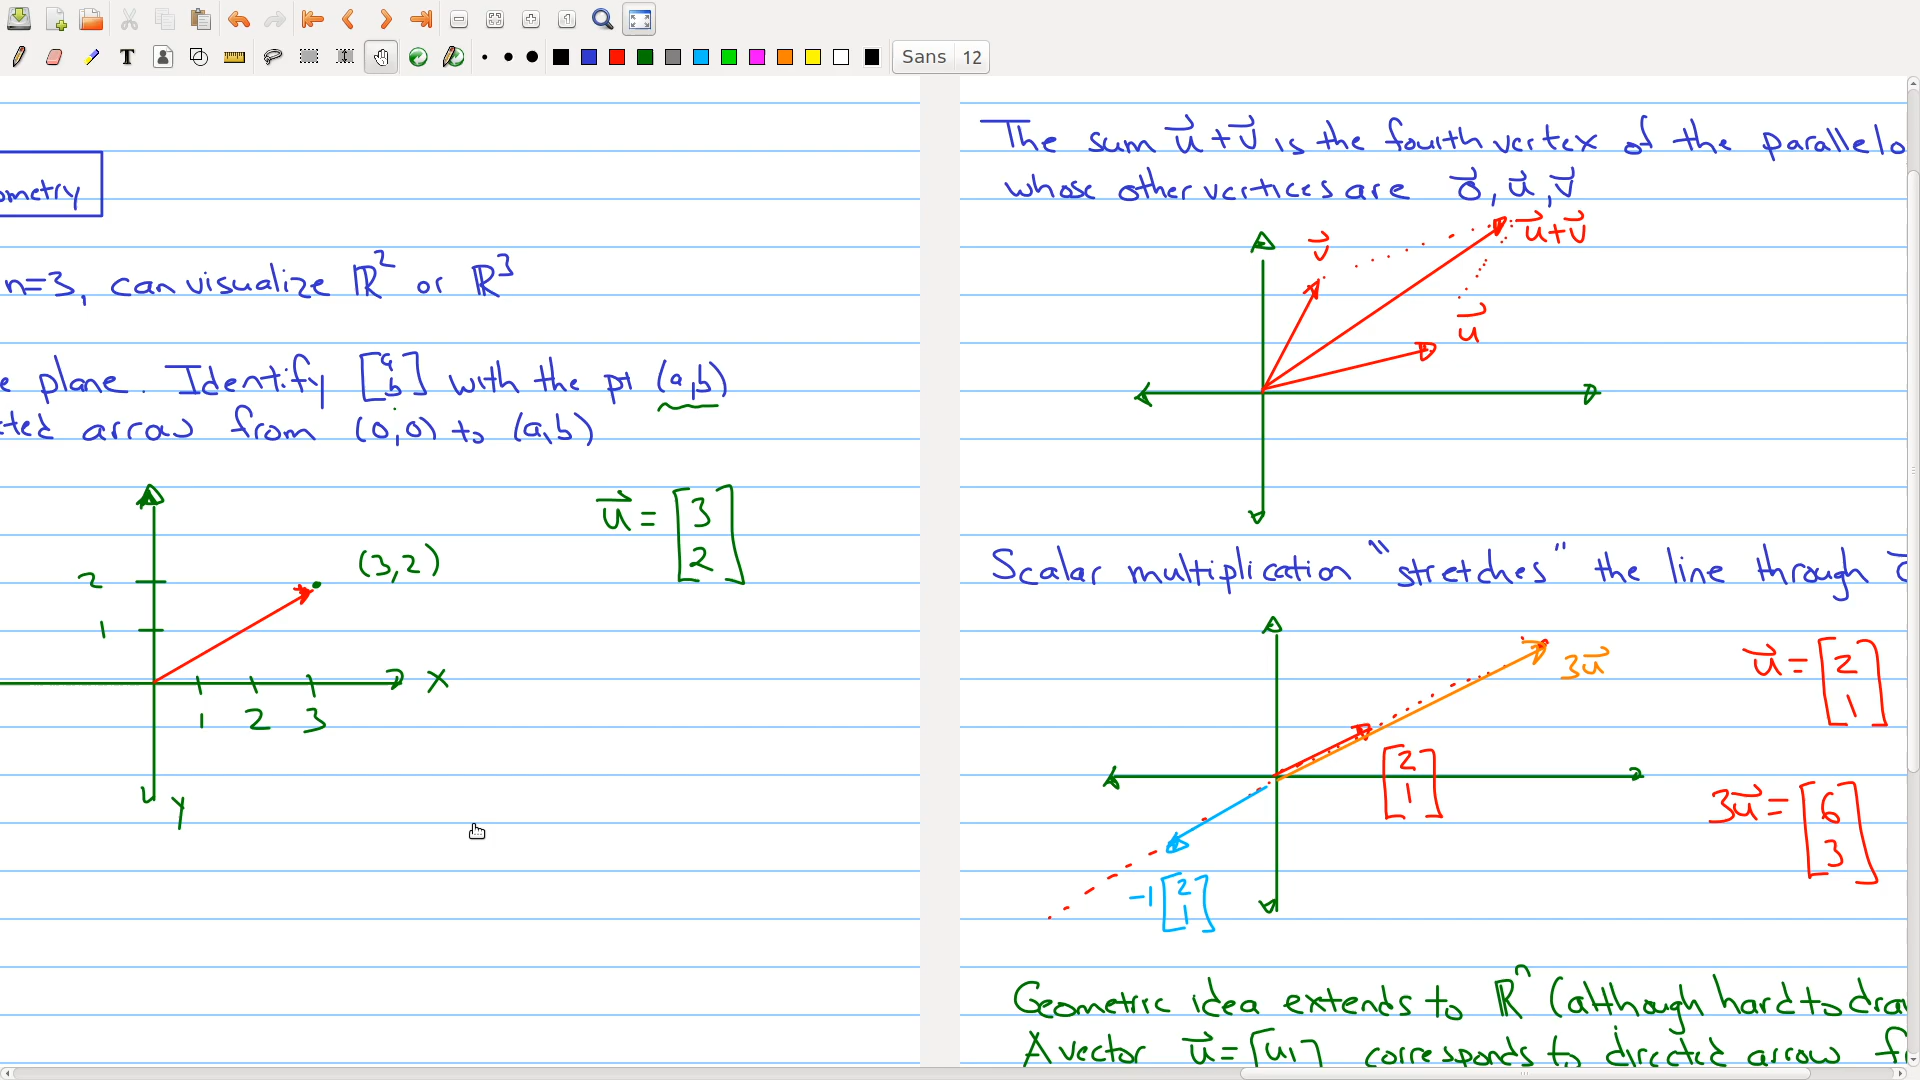 Sans 12
ometry
n=3, can visualize ℝ² or ℝ³
e plane. Identify [a b] with the pt (a,b)
cted arrow from (0,0) to (a,b)
u⃗ = [3 2]
(3,2)
2
1
x
1 2 3
y
The sum u⃗+v⃗ is the fourth vertex of the parallelo
whose other vertices are 0⃗, u⃗, v⃗
v⃗
u⃗+v⃗
u⃗
Scalar multiplication "stretches" the line through
3u⃗
u⃗ = [2 1]
[2 1]
3u⃗ = [6 3]
-1[2 1]
Geometric idea extends to ℝⁿ (although hard to dra
A vector u⃗ = [u₁] corresponds to directed arrow f